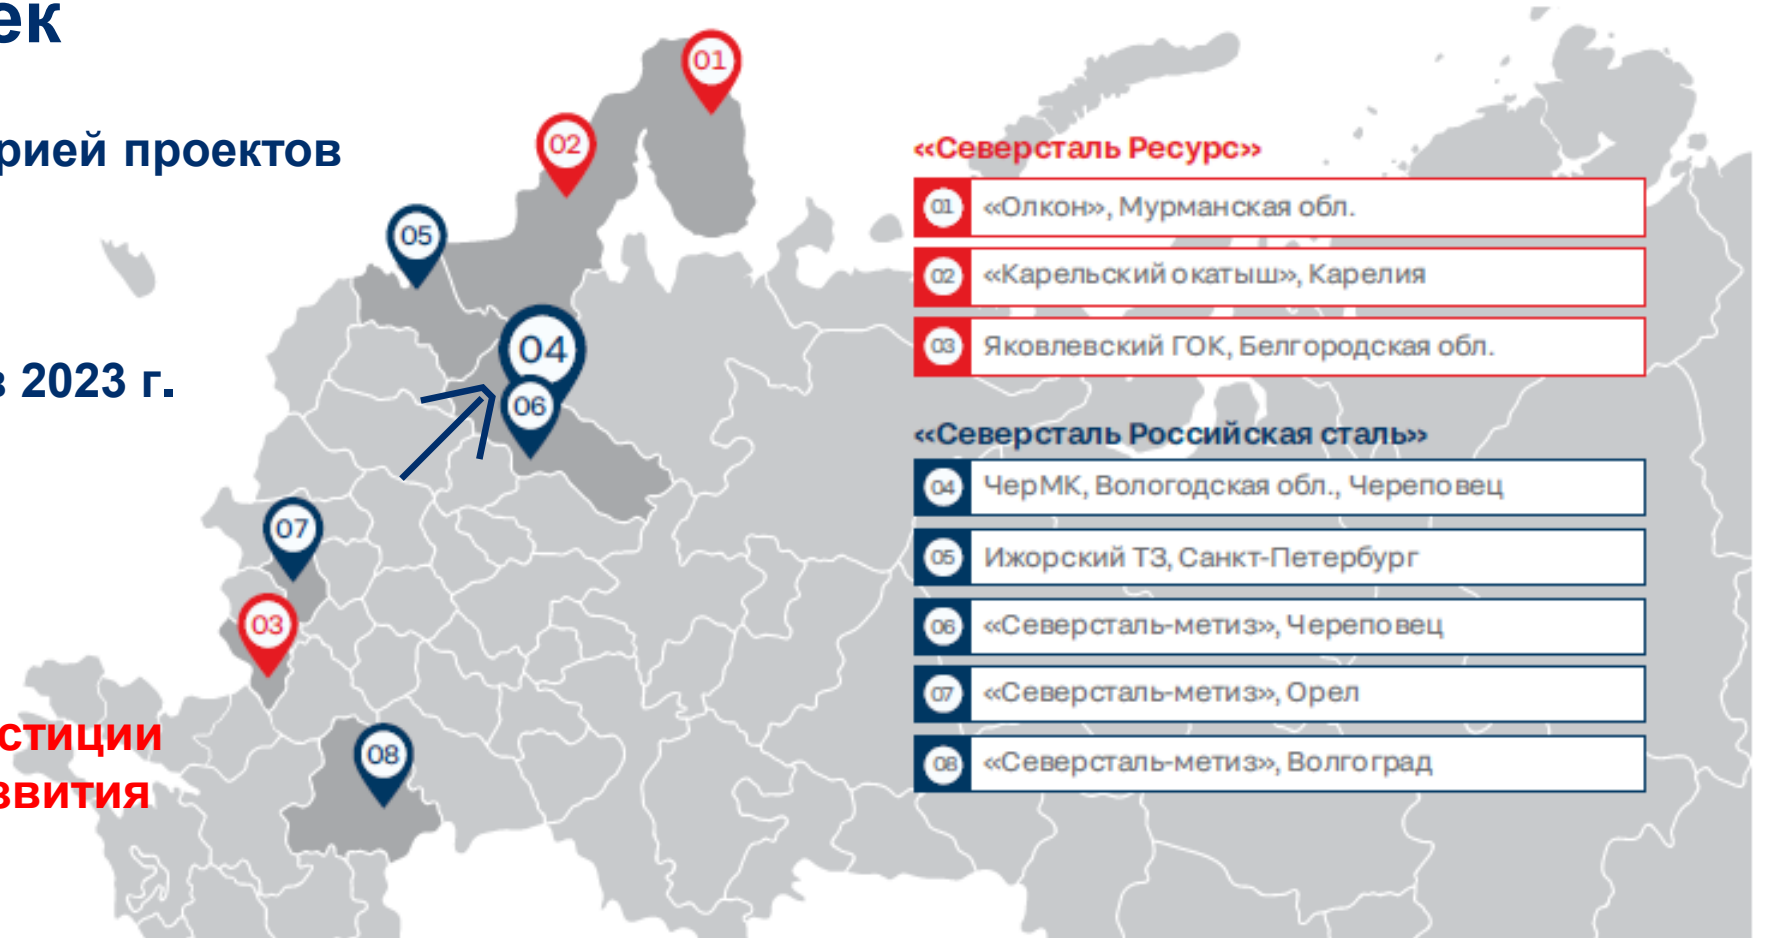 ек
рией проектов
в 2023 г.
стиции
звития
01
02
05
04
06
07
03
08
«Северсталь Ресурс»
01 «Олкон», Мурманская обл.
02 «Карельский окатыш», Карелия
03 Яковлевский ГОК, Белгородская обл.
«Северсталь Российская сталь»
04 ЧерМК, Вологодская обл., Череповец
05 Ижорский ТЗ, Санкт-Петербург
06 «Северсталь-метиз», Череповец
07 «Северсталь-метиз», Орел
08 «Северсталь-метиз», Волгоград